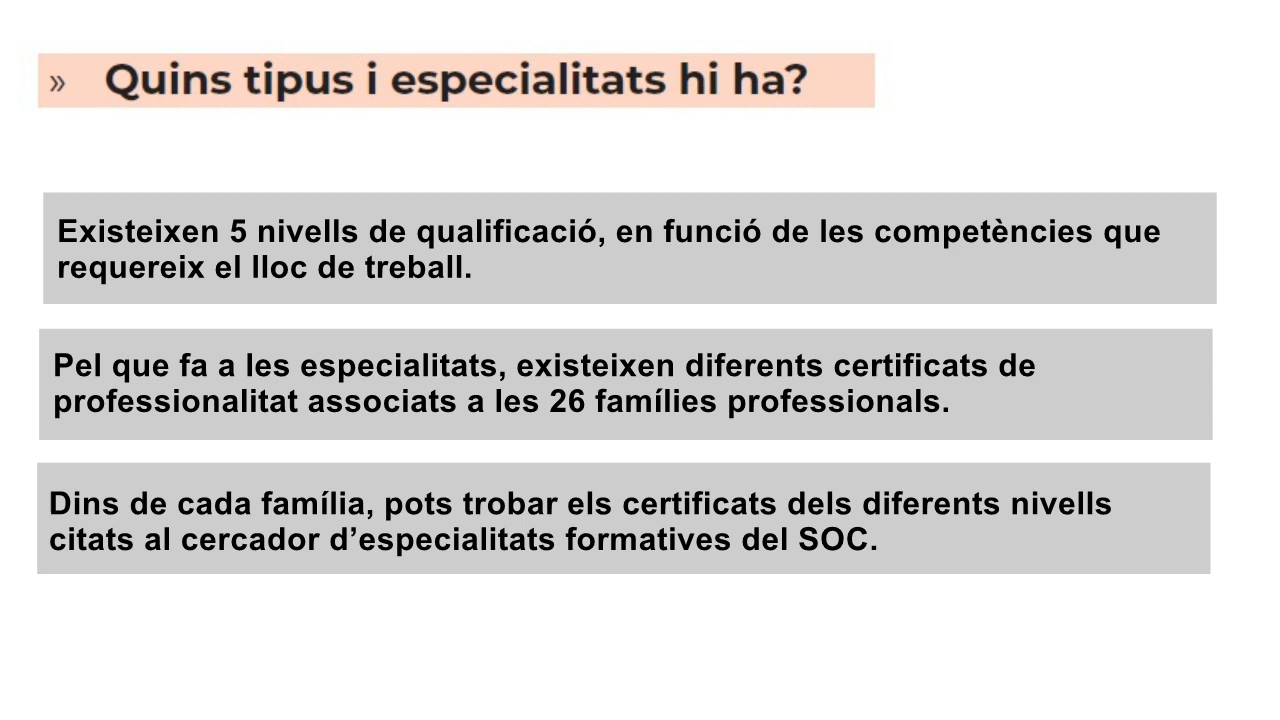 » Quins tipus i especialitats hi ha?
Existeixen 5 nivells de qualificació, en funció de les competències que
requereix el lloc de treball.
Pel que fa a les especialitats, existeixen diferents certificats de
professionalitat associats a les 26 famílies professionals.
Dins de cada família, pots trobar els certificats dels diferents nivells
citats al cercador d’especialitats formatives del SOC.